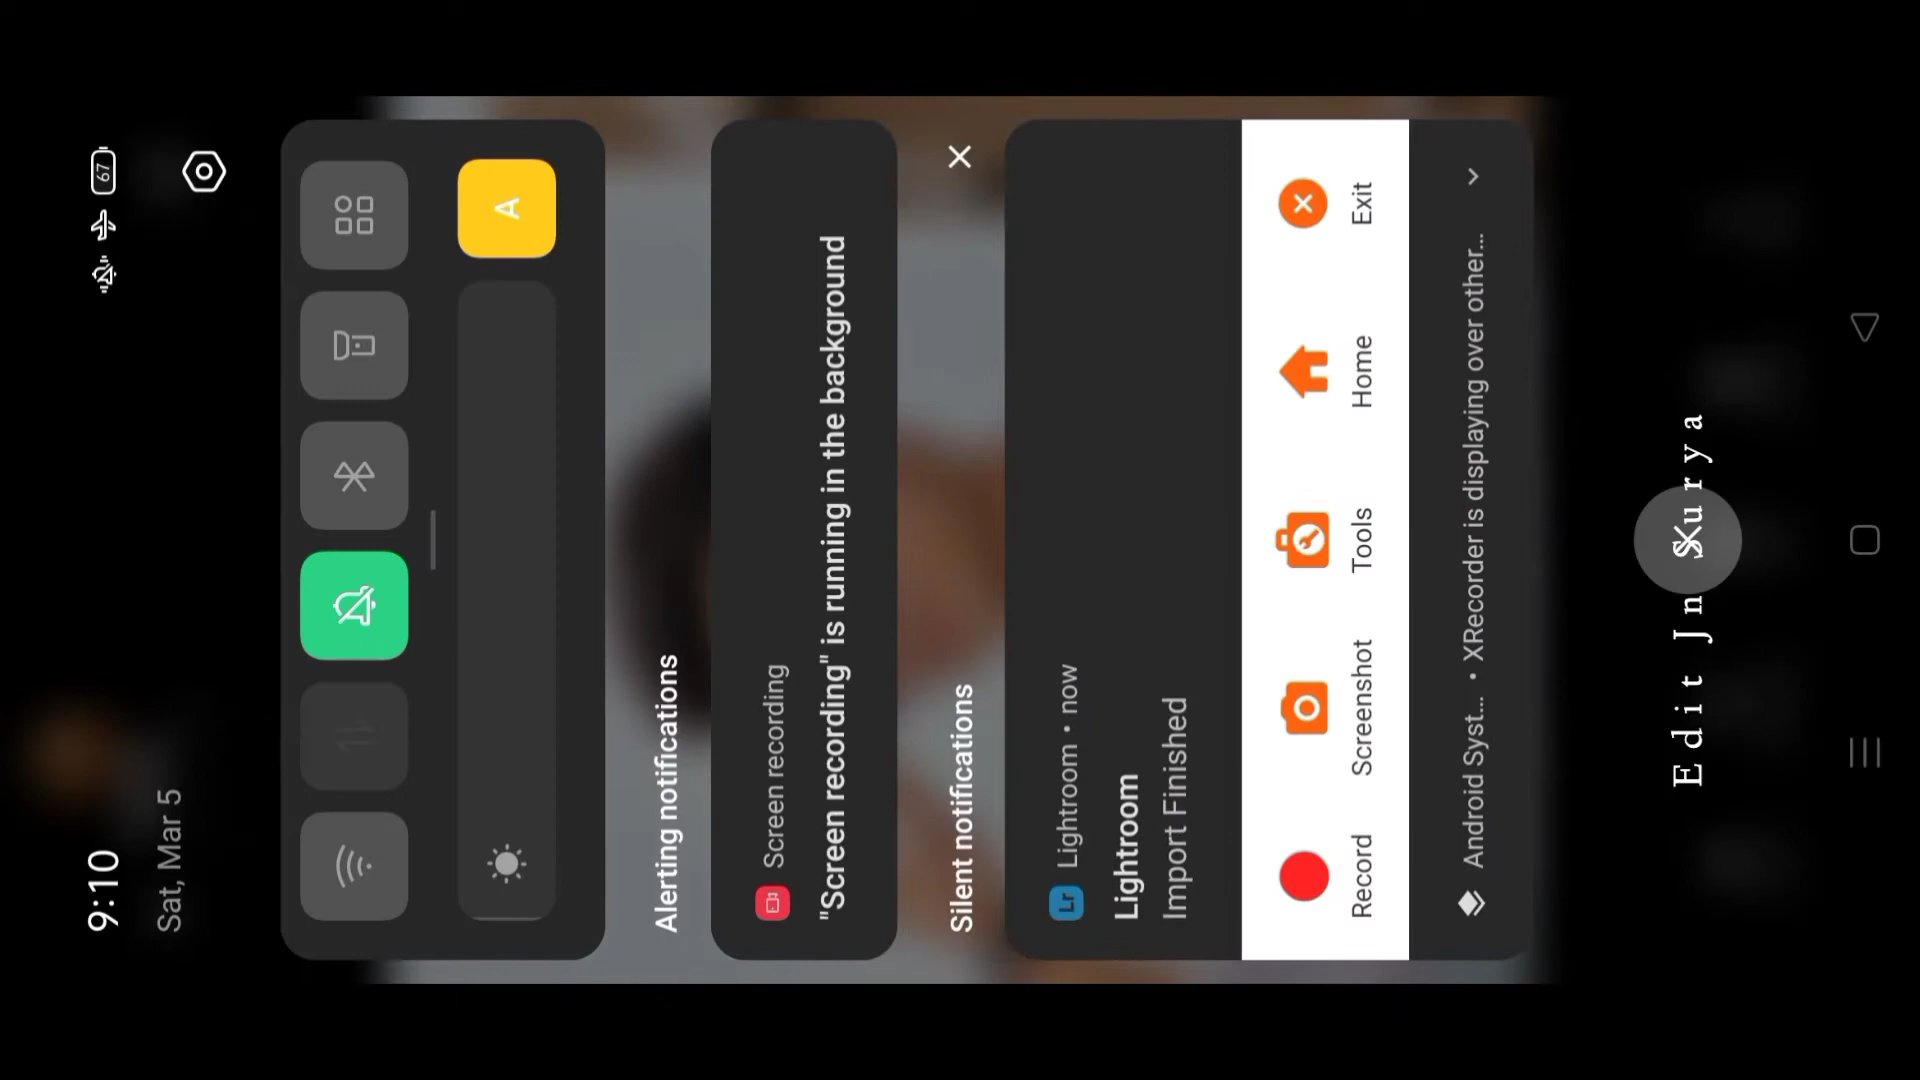 67
9:10
Sat, Mar 5
A
Alerting notifications
Screen recording
"Screen recording" is running in the background
Silent notifications
Lr Lightroom • now
Lightroom
Import Finished
Record Screenshot Tools Home Exit
Android Syst... • XRecorder is displaying over other...
Edit Jn Surya